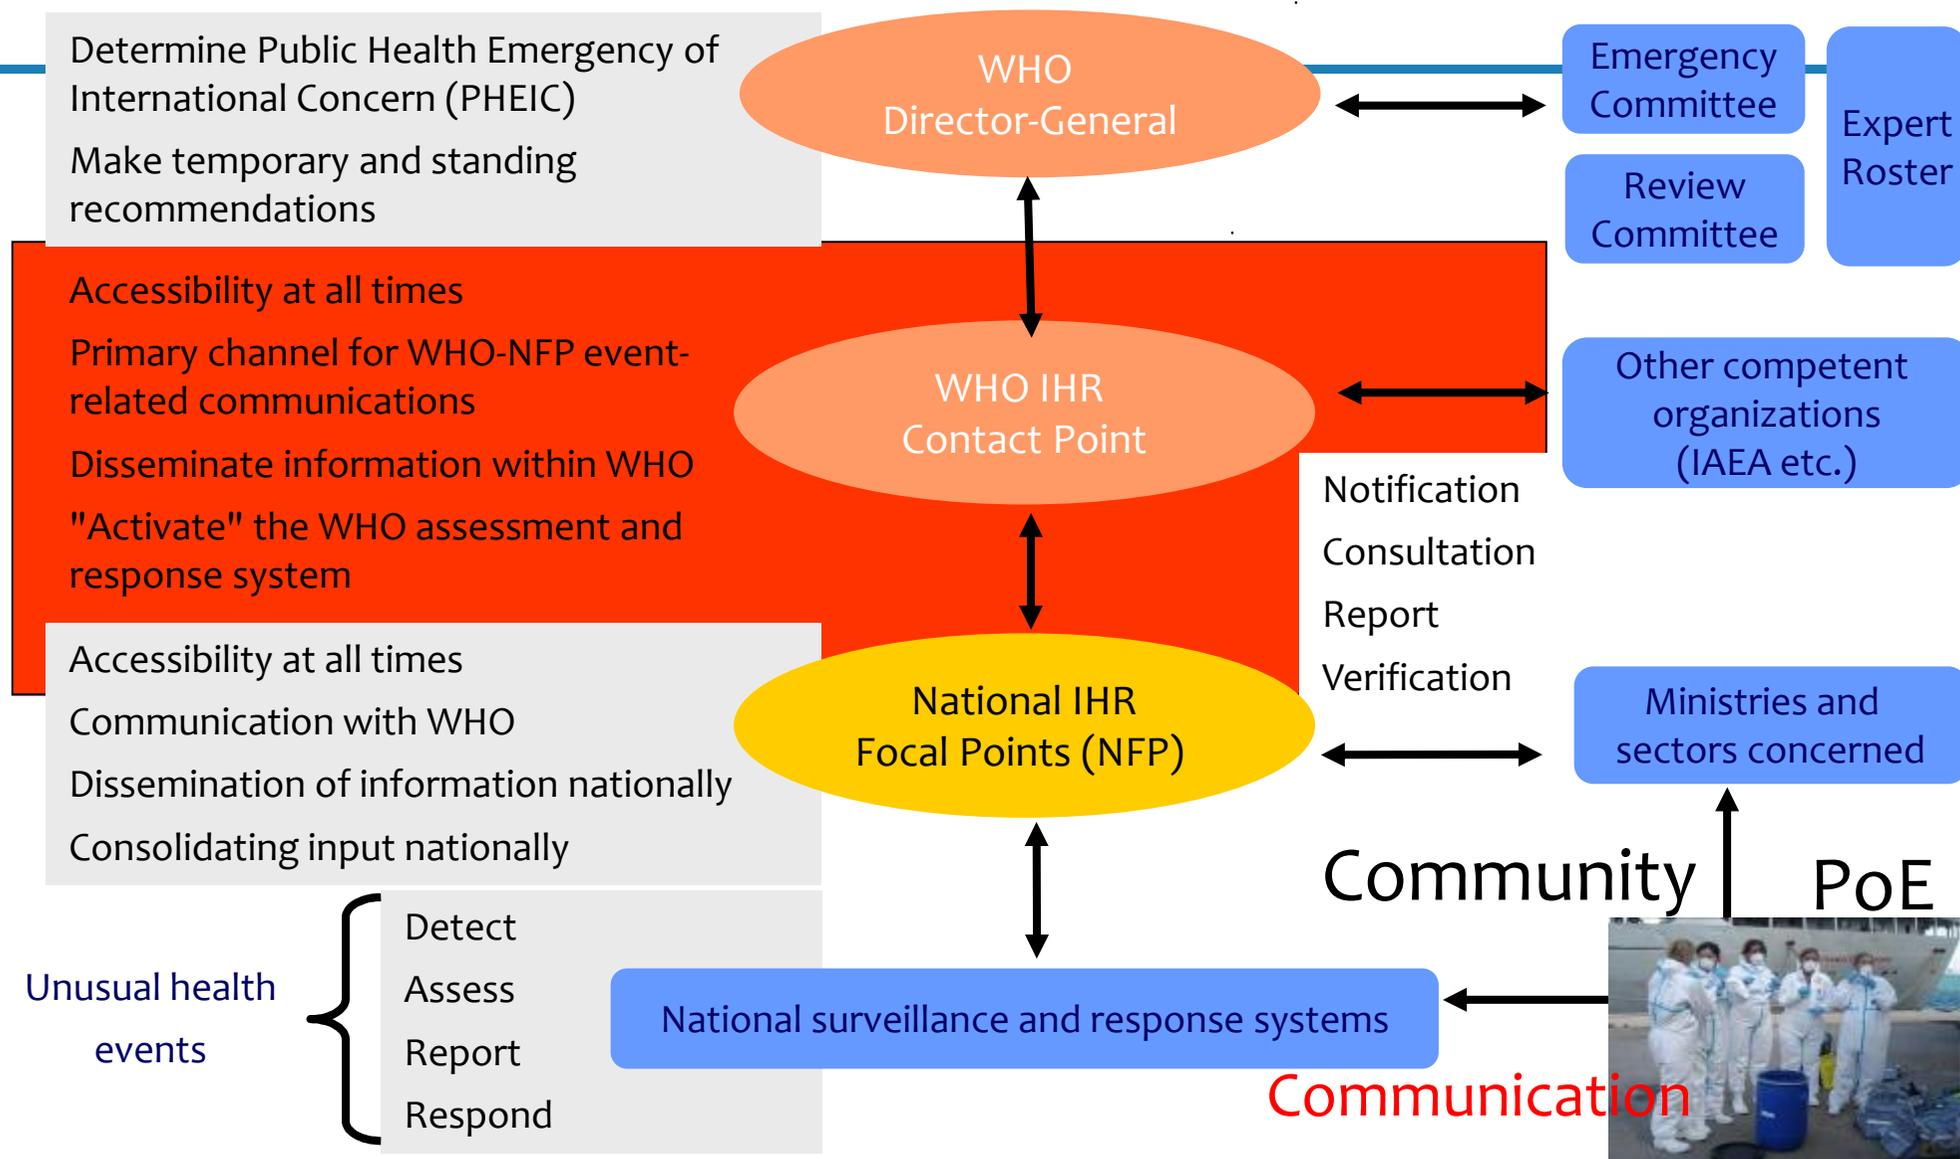 Determine Public Health Emergency of
International Concern (PHEIC)
Make temporary and standing
recommendations
WHO
Director-General
Emergency
Committee
Expert
Roster
Review
Committee
Accessibility at all times
Primary channel for WHO-NFP event-
related communications
Disseminate information within WHO
"Activate" the WHO assessment and
response system
WHO IHR
Contact Point
Other competent
organizations
(IAEA etc.)
Notification
Consultation
Report
Verification
Accessibility at all times
Communication with WHO
Dissemination of information nationally
Consolidating input nationally
National IHR
Focal Points (NFP)
Ministries and
sectors concerned
Community
PoE
Unusual health
events
Detect
Assess
Report
Respond
National surveillance and response systems
Communication